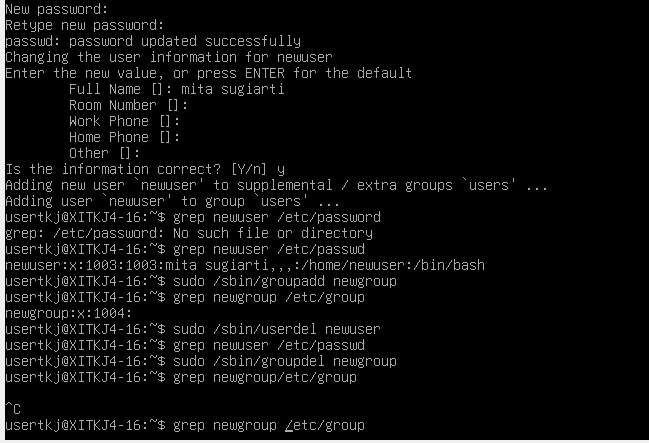 New password:
Retype new password:
passwd: password updated successfully
Changing the user information for newuser
Enter the new value, or press ENTER for the default
        Full Name []: mita sugiarti
        Room Number []:
        Work Phone []:
        Home Phone []:
        Other []:
Is the information correct? [Y/n] y
Adding new user `newuser' to supplemental / extra groups `users' ...
Adding user `newuser' to group `users' ...
usertkj@XITKJ4-16:~$ grep newuser /etc/password
grep: /etc/password: No such file or directory
usertkj@XITKJ4-16:~$ grep newuser /etc/passwd
newuser:x:1003:1003:mita sugiarti,,,:/home/newuser:/bin/bash
usertkj@XITKJ4-16:~$ sudo /sbin/groupadd newgroup
usertkj@XITKJ4-16:~$ grep newgroup /etc/group
newgroup:x:1004:
usertkj@XITKJ4-16:~$ sudo /sbin/userdel newuser
usertkj@XITKJ4-16:~$ grep newuser /etc/passwd
usertkj@XITKJ4-16:~$ sudo /sbin/groupdel newgroup
usertkj@XITKJ4-16:~$ grep newgroup/etc/group
^C
usertkj@XITKJ4-16:~$ grep newgroup /etc/group